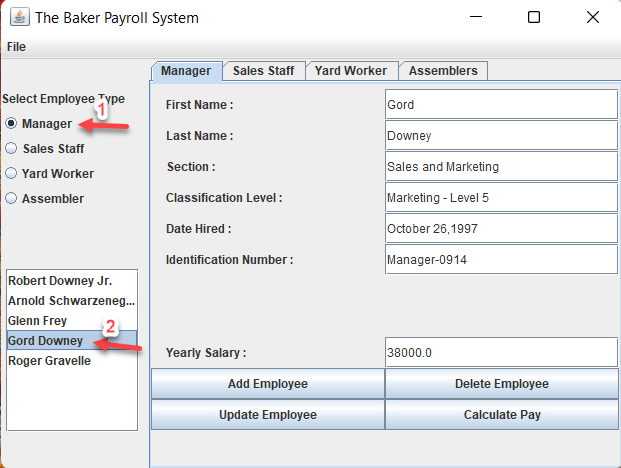 The Baker Payroll System
File
Select Employee Type
1
Manager
Sales Staff
Yard Worker
Assembler
Robert Downey Jr.
Arnold Schwarzeneg...
Glenn Frey
Gord Downey
2
Roger Gravelle
Manager Sales Staff Yard Worker Assemblers
First Name : Gord
Last Name : Downey
Section : Sales and Marketing
Classification Level : Marketing - Level 5
Date Hired : October 26,1997
Identification Number : Manager-0914
Yearly Salary : 38000.0
Add Employee Delete Employee
Update Employee Calculate Pay